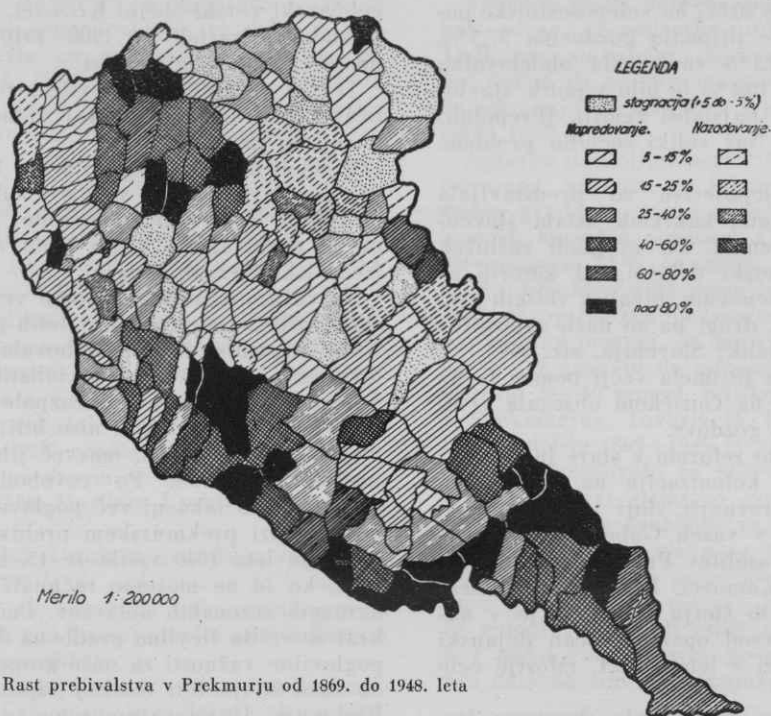 LEGENDA
stagnacija (+5 do -5%)
Napredovanje. Nazadovanje.
5-15%
15-25%
25-40%
40-60%
60-80%
nad 80%
Merilo 1:200000
Rast prebivalstva v Prekmurju od 1869. do 1948. leta